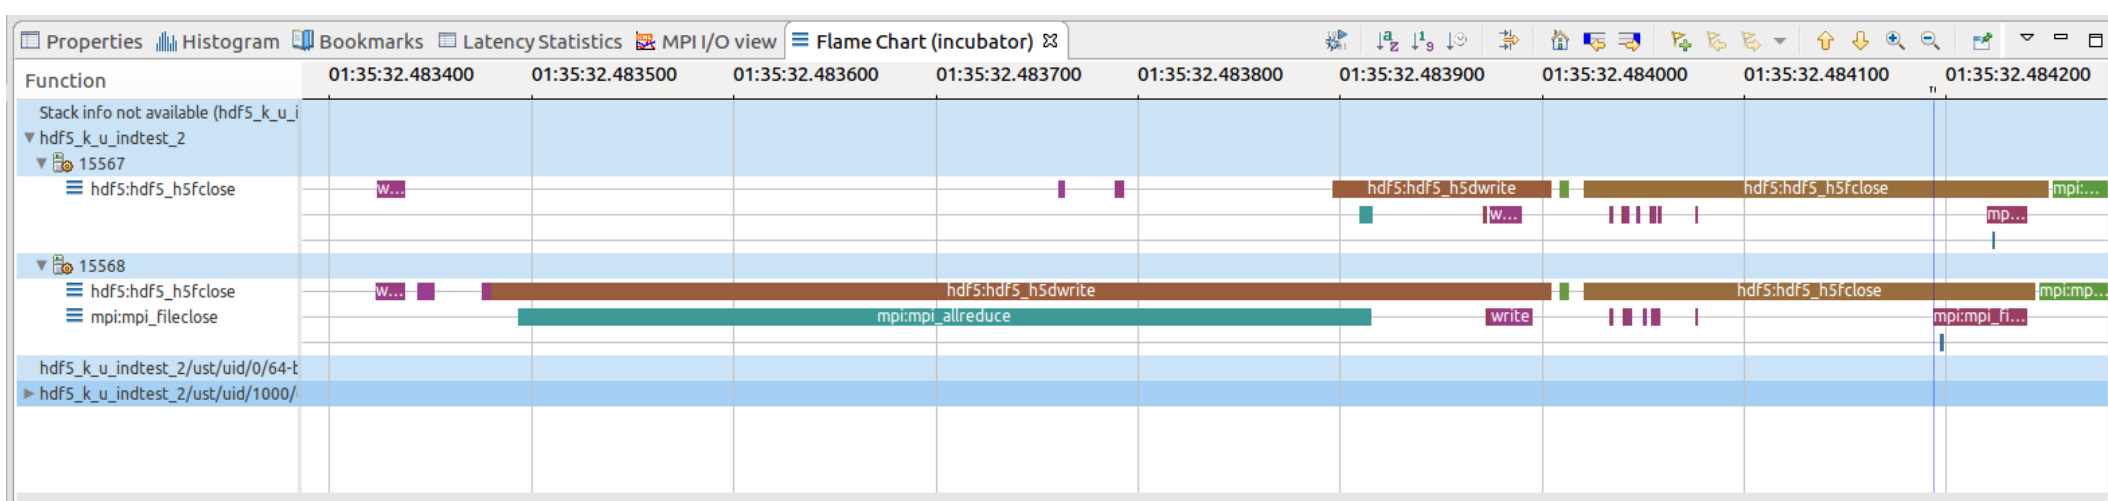 Properties Histogram Bookmarks Latency Statistics MPI I/O view Flame Chart (incubator)
Function 01:35:32.483400 01:35:32.483500 01:35:32.483600 01:35:32.483700 01:35:32.483800 01:35:32.483900 01:35:32.484000 01:35:32.484100 01:35:32.484200
Stack info not available (hdf5_k_u_i
hdf5_k_u_indtest_2
15567
hdf5:hdf5_h5fclose w... hdf5:hdf5_h5dwrite hdf5:hdf5_h5fclose mpi:...
w... mp...
15568
hdf5:hdf5_h5fclose w... hdf5:hdf5_h5dwrite hdf5:hdf5_h5fclose mpi:mp...
mpi:mpi_fileclose mpi:mpi_allreduce write mpi:mpi_fi...
hdf5_k_u_indtest_2/ust/uid/0/64-b
hdf5_k_u_indtest_2/ust/uid/1000/